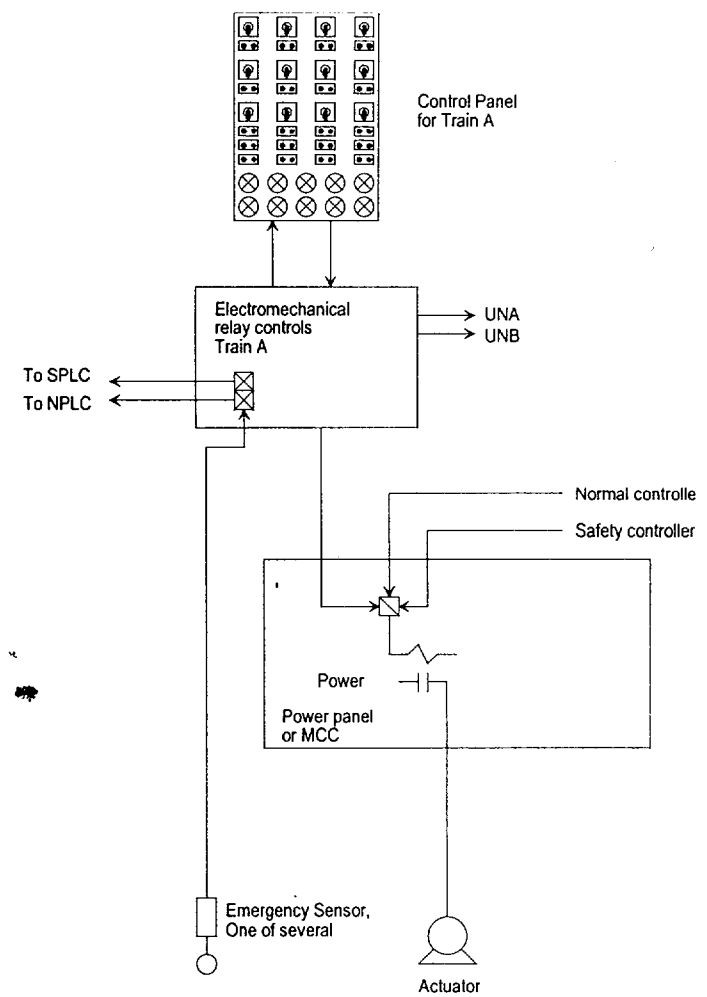 Control Panel
for Train A
Electromechanical
relay controls
Train A
UNA
UNB
To SPLC
To NPLC
Normal controlle
Safety controller
Power
Power panel
or MCC
Emergency Sensor,
One of several
Actuator